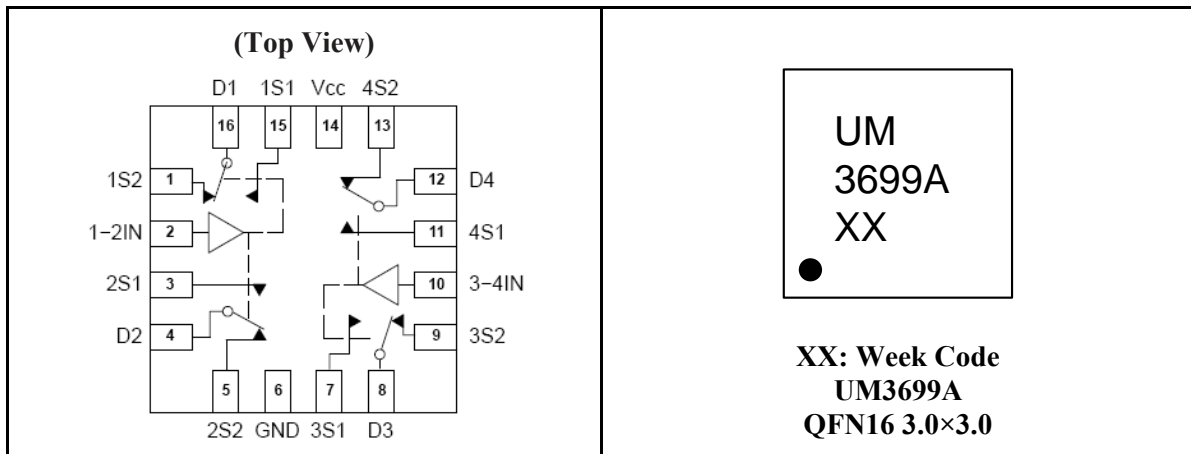 (Top View)
D1 1S1 Vcc 4S2
16 15 14 13
1S2 1 12 D4
1-2IN 2 11 4S1
2S1 3 10 3-4IN
D2 4 9 3S2
5 6 7 8
2S2 GND 3S1 D3
UM
3699A
XX
XX: Week Code
UM3699A
QFN16 3.0×3.0